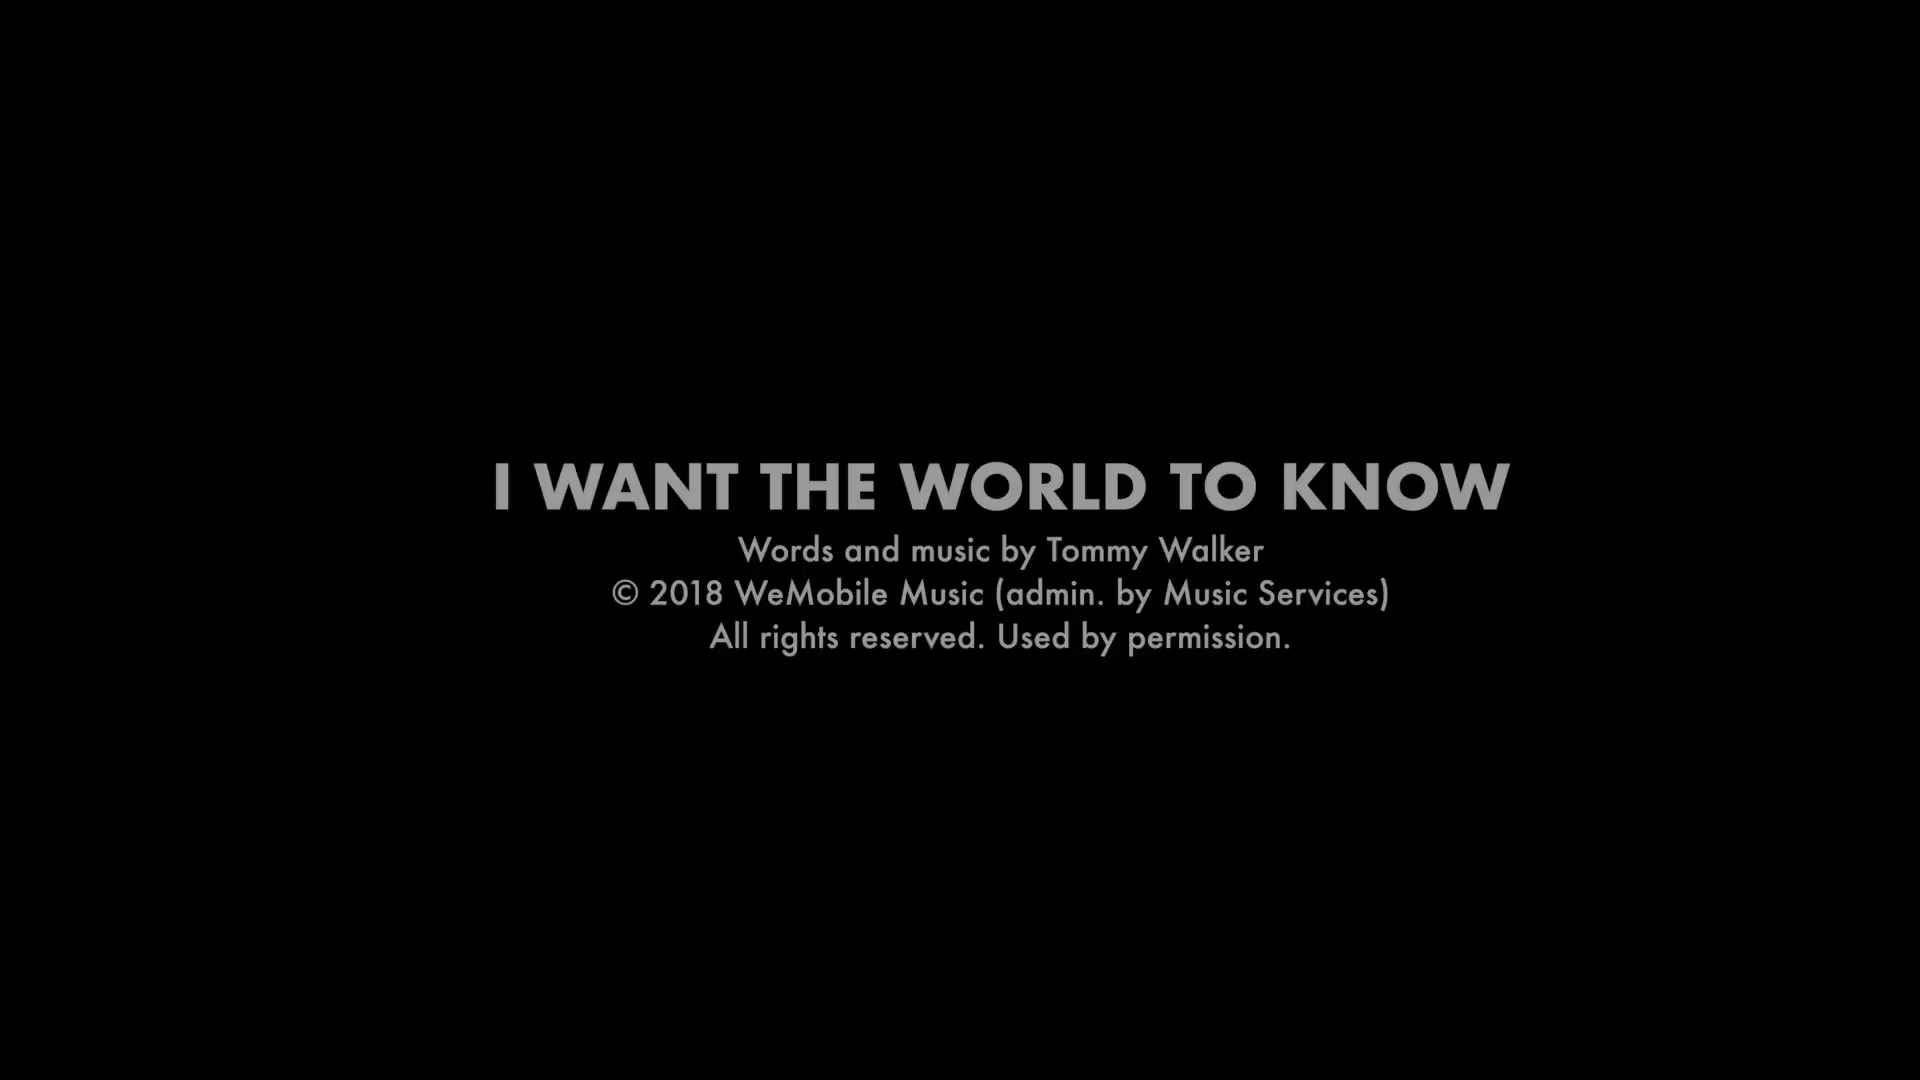 I WANT THE WORLD TO KNOW
Words and music by Tommy Walker
© 2018 WeMobile Music (admin. by Music Services)
All rights reserved. Used by permission.